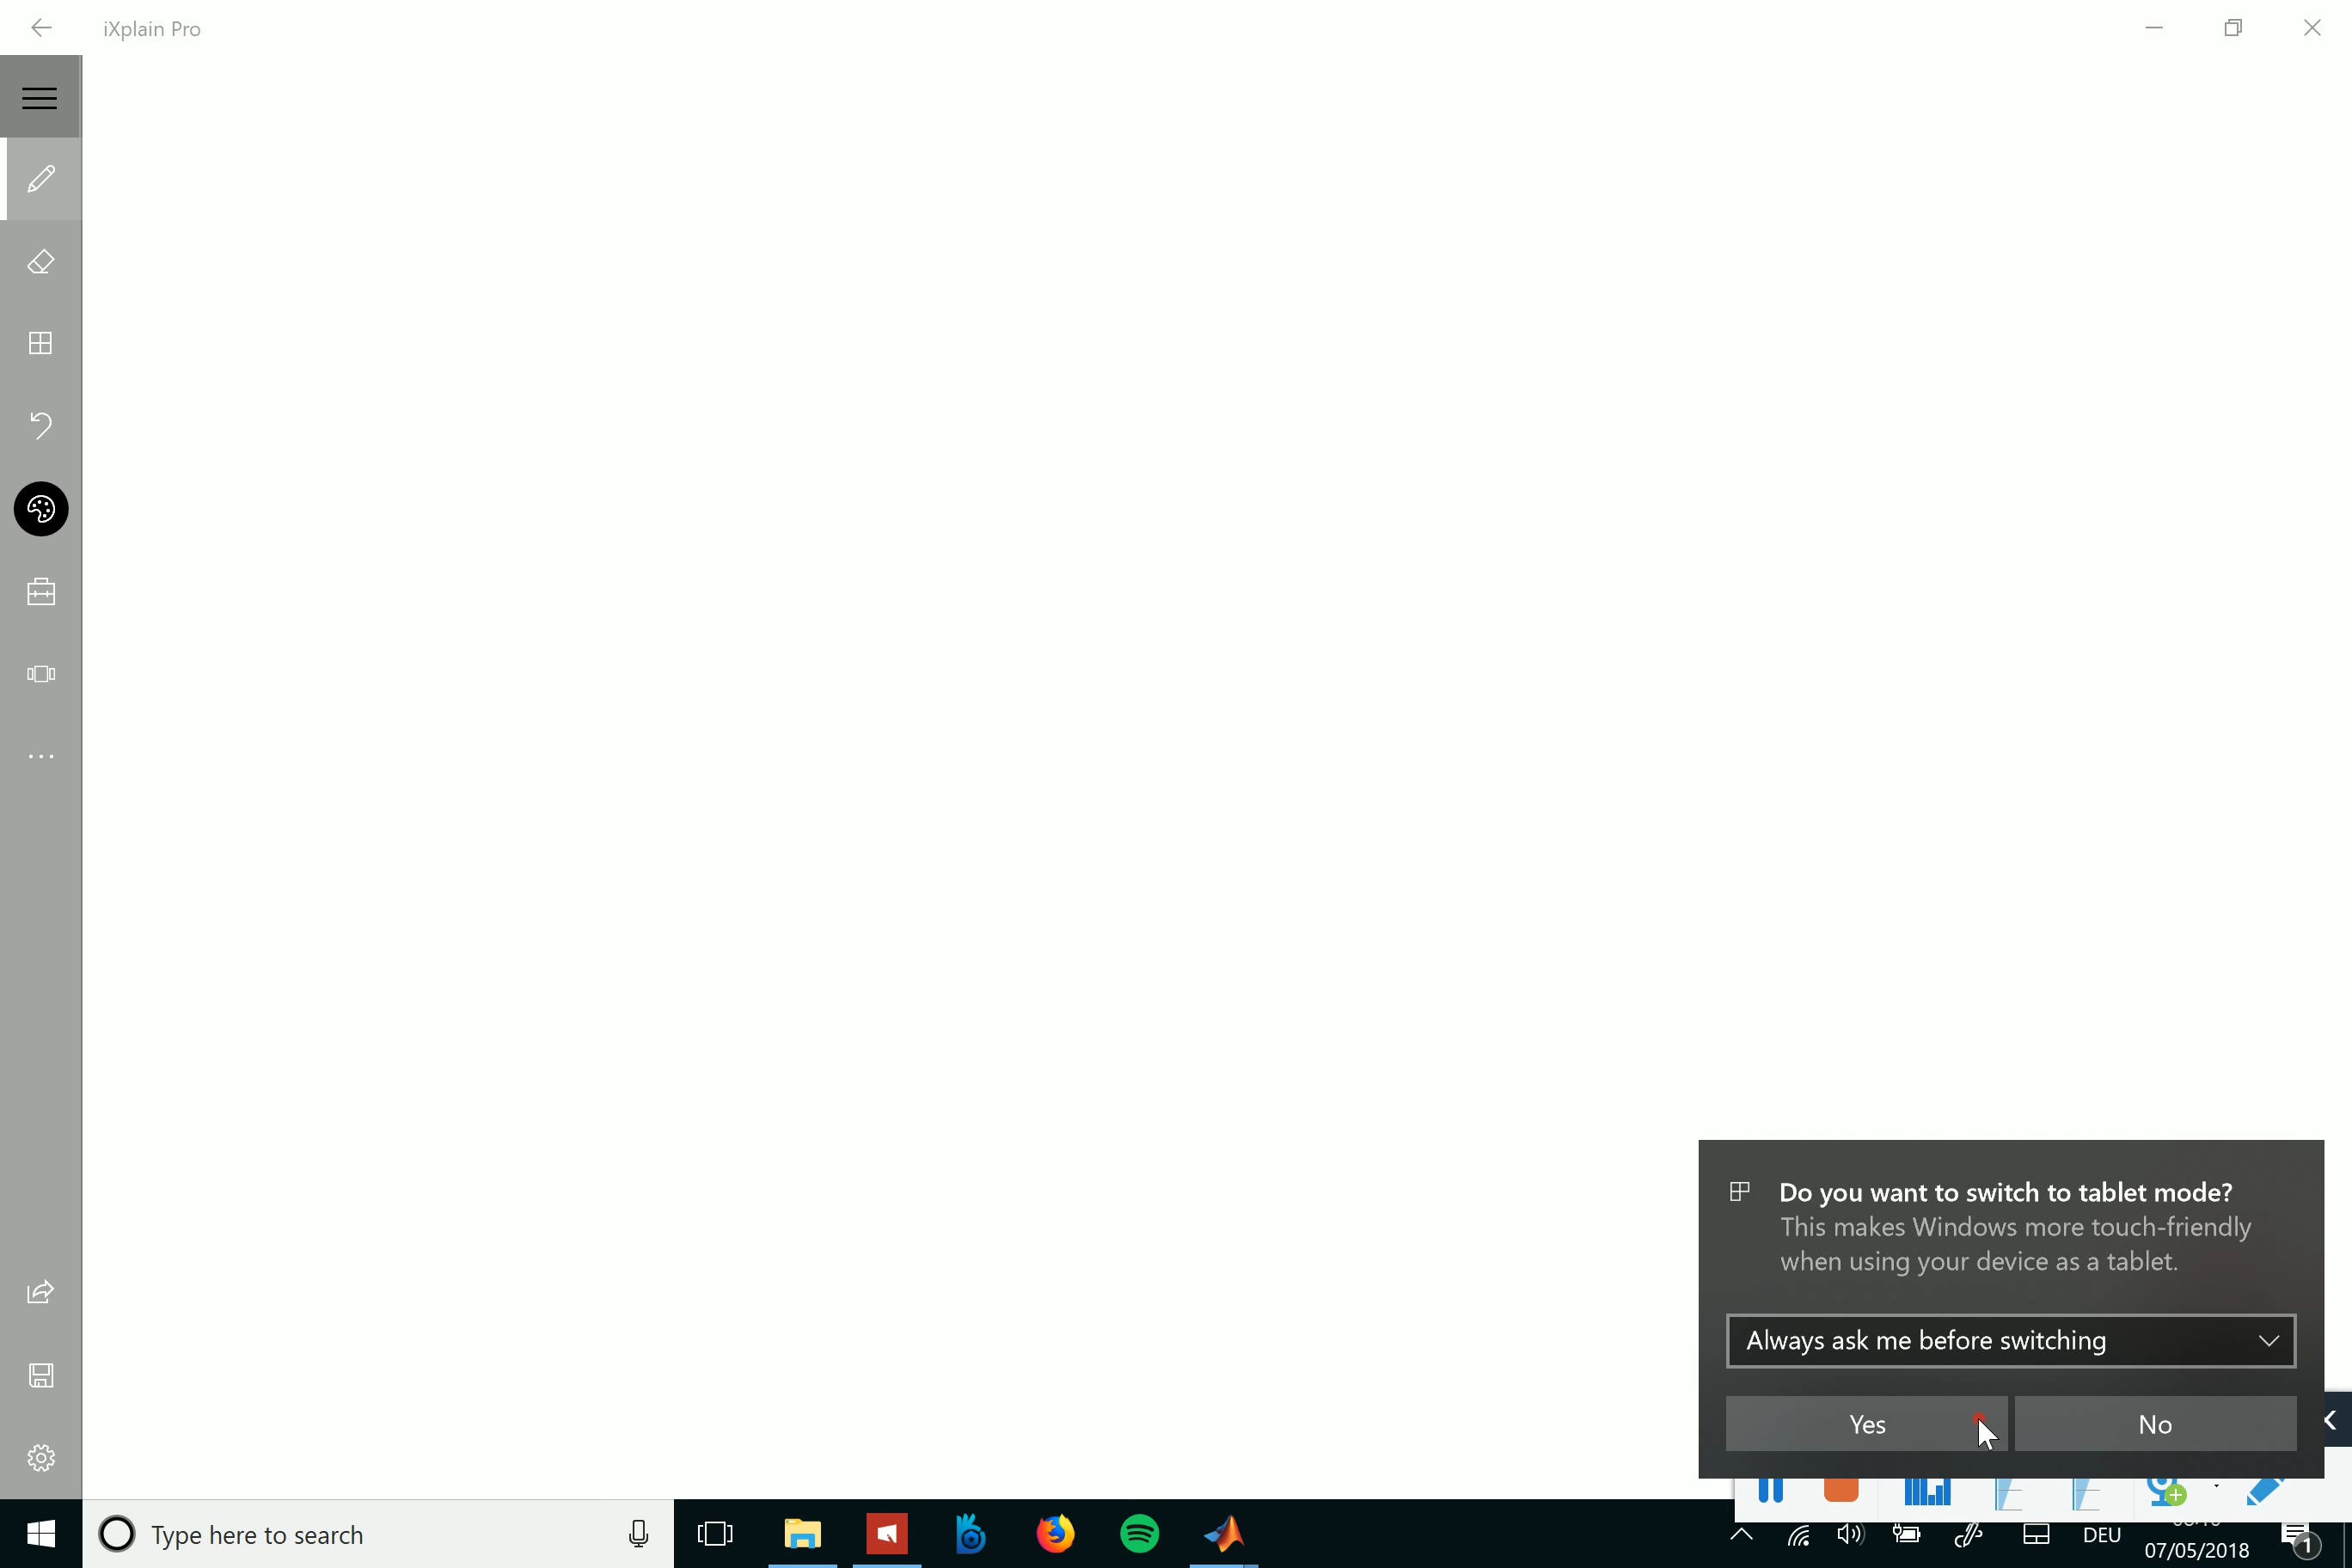 iXplain Pro
Do you want to switch to tablet mode?
This makes Windows more touch-friendly
when using your device as a tablet.
Always ask me before switching
Yes
No
Type here to search
DEU
07/05/2018
1